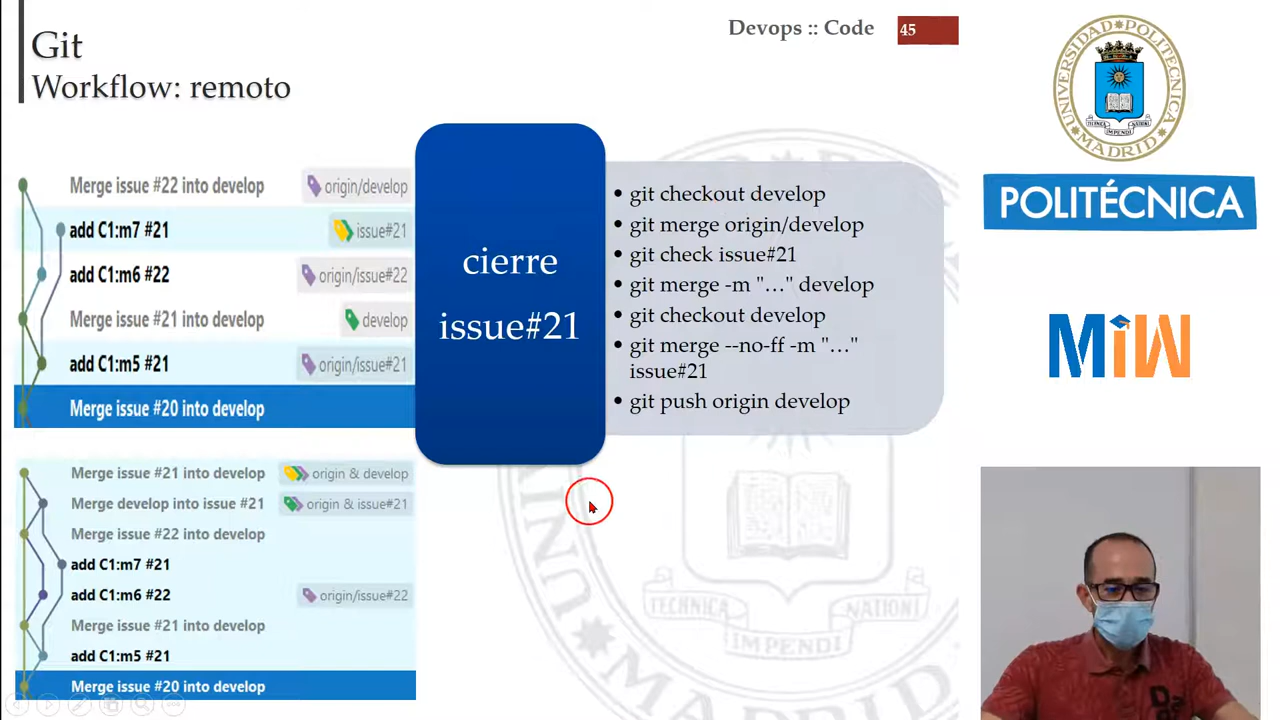 Git
Workflow: remoto
Devops :: Code
45
Merge issue #22 into develop
origin/develop
add C1:m7 #21
issue#21
add C1:m6 #22
origin/issue#22
Merge issue #21 into develop
develop
add C1:m5 #21
origin/issue#21
Merge issue #20 into develop
Merge issue #21 into develop
origin & develop
Merge develop into issue #21
origin & issue#21
Merge issue #22 into develop
add C1:m7 #21
add C1:m6 #22
origin/issue#22
Merge issue #21 into develop
add C1:m5 #21
Merge issue #20 into develop
cierre
issue#21
• git checkout develop
• git merge origin/develop
• git check issue#21
• git merge -m "…" develop
• git checkout develop
• git merge --no-ff -m "…"
issue#21
• git push origin develop
TECHNICA
IMPENDI
NATIONI
UNIVERSIDAD POLITECNICA
MADRID
POLITÉCNICA
MiW